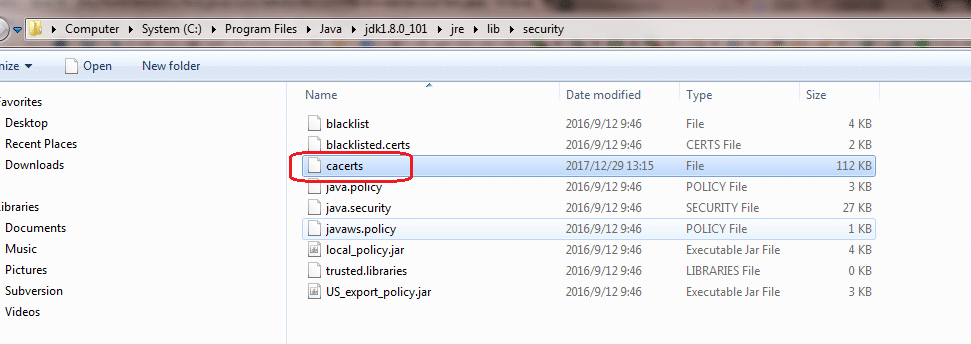 Computer ▸ System (C:) ▸ Program Files ▸ Java ▸ jdk1.8.0_101 ▸ jre ▸ lib ▸ security
nize ▾ Open New folder
Favorites
Desktop
Recent Places
Downloads
Libraries
Documents
Music
Pictures
Subversion
Videos
Name Date modified Type Size
blacklist 2016/9/12 9:46 File 4 KB
blacklisted.certs 2016/9/12 9:46 CERTS File 2 KB
cacerts 2017/12/29 13:15 File 112 KB
java.policy 2016/9/12 9:46 POLICY File 3 KB
java.security 2016/9/12 9:46 SECURITY File 27 KB
javaws.policy 2016/9/12 9:46 POLICY File 1 KB
local_policy.jar 2016/9/12 9:46 Executable Jar File 4 KB
trusted.libraries 2016/9/12 9:46 LIBRARIES File 0 KB
US_export_policy.jar 2016/9/12 9:46 Executable Jar File 3 KB